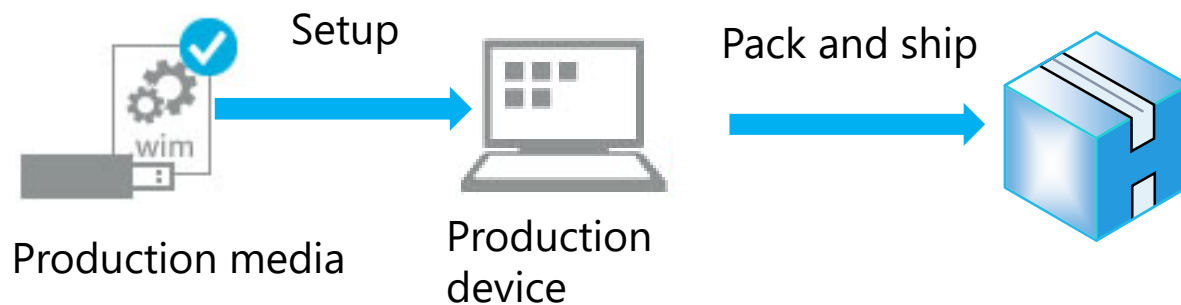 Setup
Pack and ship
wim
Production media
Production
device